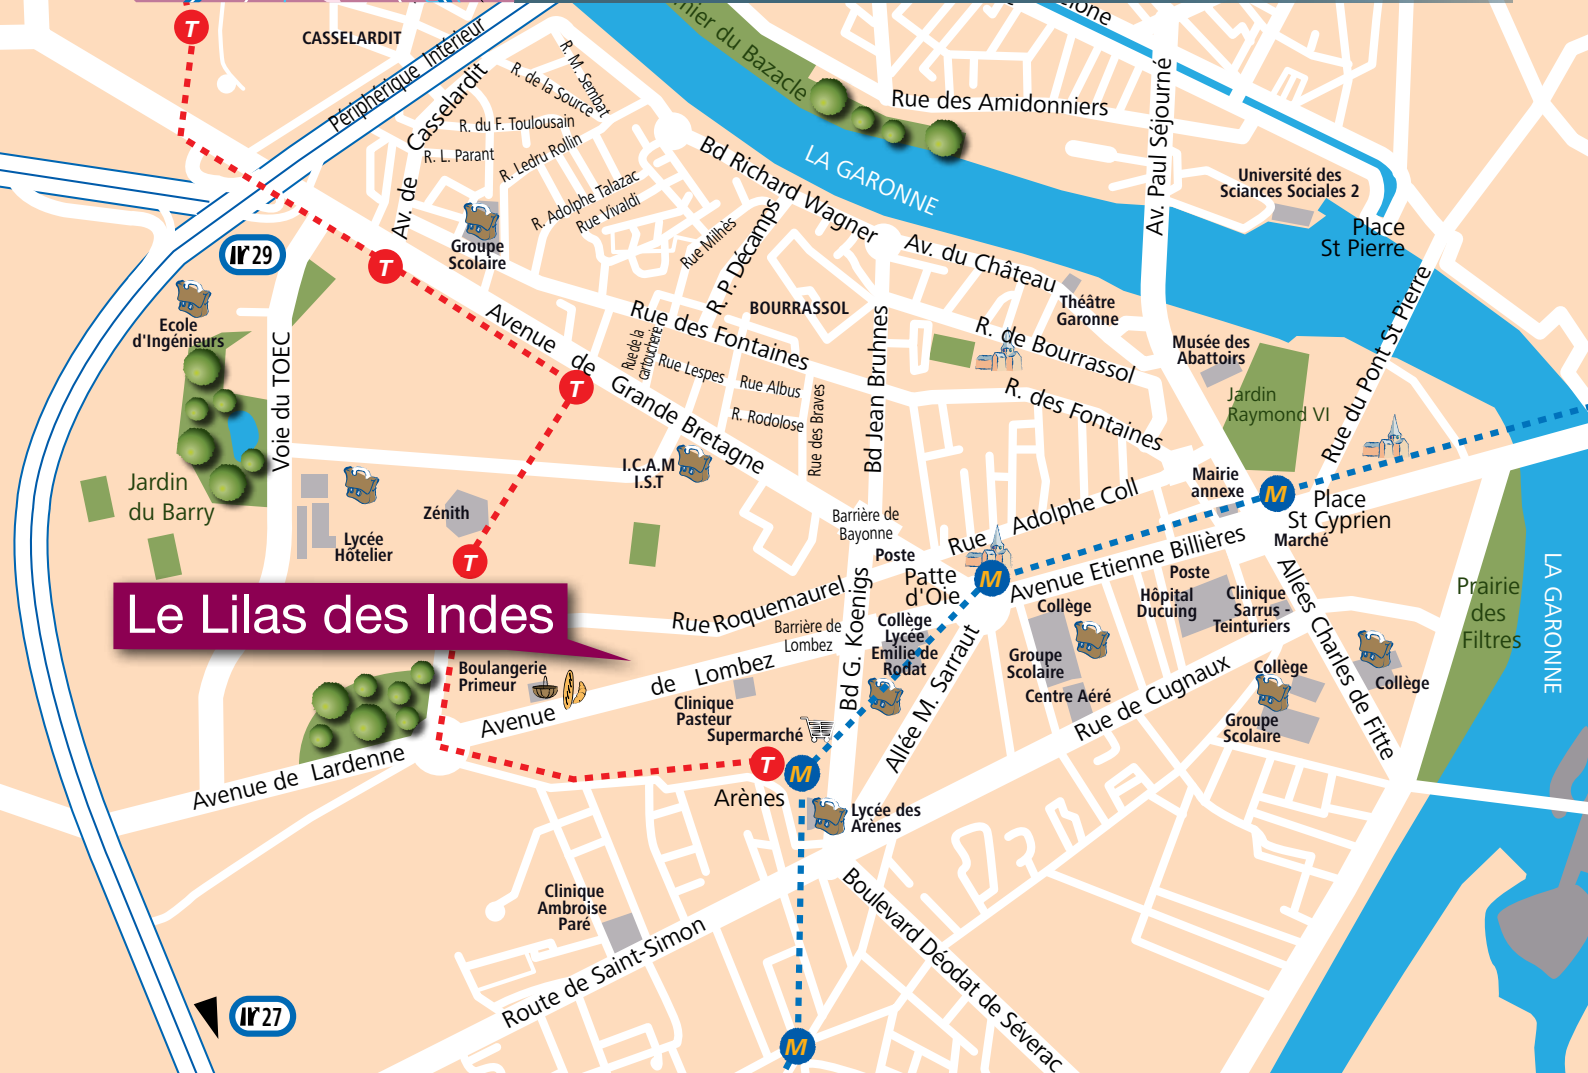 T
CASSELARDIT
Périphérique Intérieur
R. M. Sembat
R. de la Source
Av. de Casselardit
R. du F. Toulousain
R. L. Parant
R. Ledru Rollin
R. Adolphe Talazac
Rue Vivaldi
Groupe
Scolaire
Rue Milhès
R. P. Décamps
Bd Richard Wagner
mier du Bazacle
Rue des Amidonniers
LA GARONNE
Av. Paul Séjourné
Université des
Sciances Sociales 2
Place
St Pierre
29
T
Ecole
d'Ingénieurs
Voie du TOEC
Avenue de Grande Bretagne
T
Rue des Fontaines
BOURRASSOL
Rue de la
cartoucherie
Rue Lespes
Rue Albus
R. Rodolose
Rue des Braves
Bd Jean Bruhnes
Av. du Château
Théâtre
Garonne
R. de Bourrassol
R. des Fontaines
Musée des
Abattoirs
Jardin
Raymond VI
Rue du Pont St Pierre
Jardin
du Barry
Lycée
Hôtelier
Zénith
T
I.C.A.M
I.S.T
Barrière de
Bayonne
Poste
Rue Adolphe Coll
Mairie
annexe
M
Place
St Cyprien
Marché
Patte
d'Oie
M
Avenue Etienne Billières
Le Lilas des Indes
Rue Roquemaurel
Barrière de
Lombez
Bd G. Koenigs
Collège
Lycée
Emilie de
Rodat
Allée M. Sarraut
Collège
Groupe
Scolaire
Centre Aéré
Poste
Hôpital
Ducuing
Clinique
Sarrus -
Teinturiers
Allées Charles de Fitte
Prairie
des
Filtres
LA GARONNE
Boulangerie
Primeur
Avenue de Lombez
Clinique
Pasteur
Supermarché
Rue de Cugnaux
Collège
Groupe
Scolaire
Collège
Avenue de Lardenne
T
M
Arènes
Lycée des
Arènes
Clinique
Ambroise
Paré
Route de Saint-Simon
Boulevard Déodat de Séverac
27
M